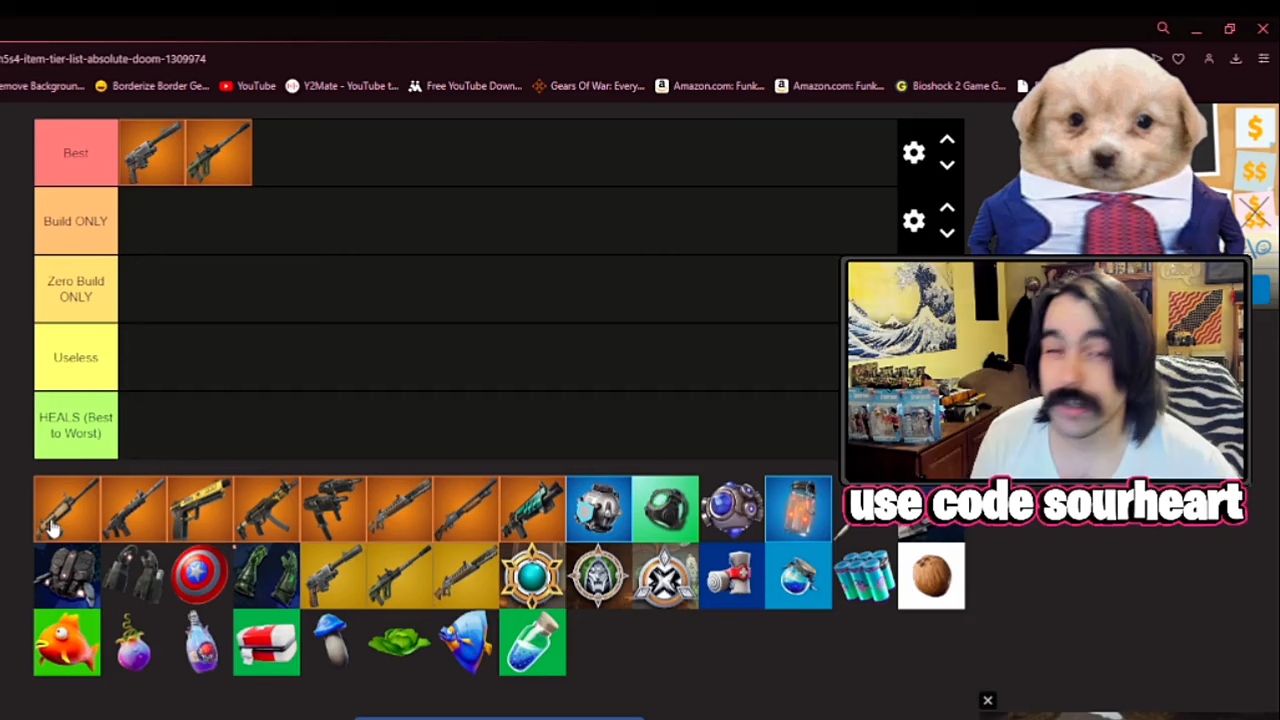 n5s4-item-tier-list-absolute-doom-1309974
emove Backgroun... Borderize Border Ge... YouTube Y2Mate - YouTube t... Free YouTube Down... Gears Of War: Every... Amazon.com: Funk... Amazon.com: Funk... Bioshock 2 Game G...
Best
Build ONLY
Zero Build
ONLY
Useless
HEALS (Best
to Worst)
$
$$
$
$$
use code sourheart